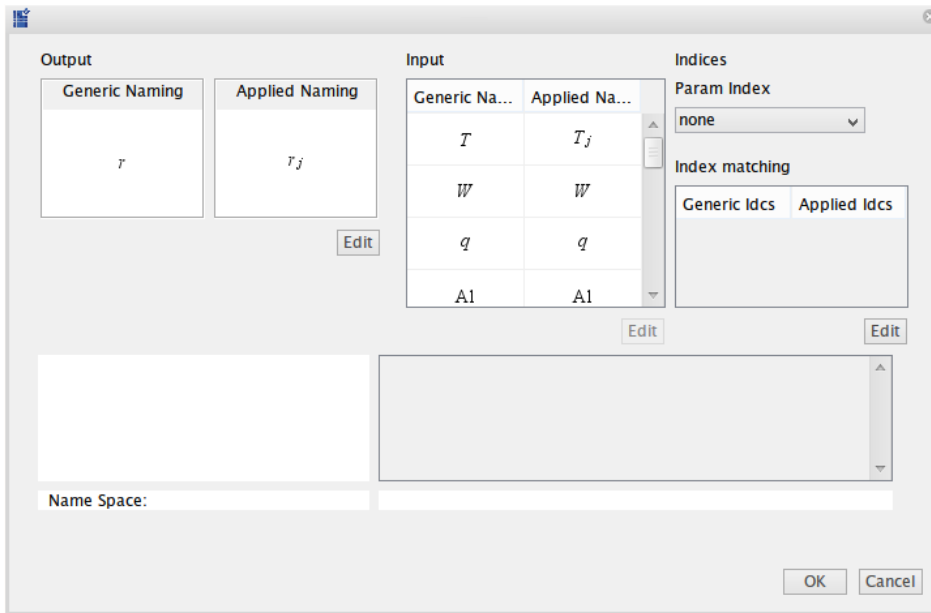 Output
Generic Naming Applied Naming
r r j
Edit
Input
Generic Na... Applied Na...
T T j
W W
q q
A1 A1
Edit
Indices
Param Index
none
Index matching
Generic Idcs Applied Idcs
Edit
Name Space:
OK Cancel